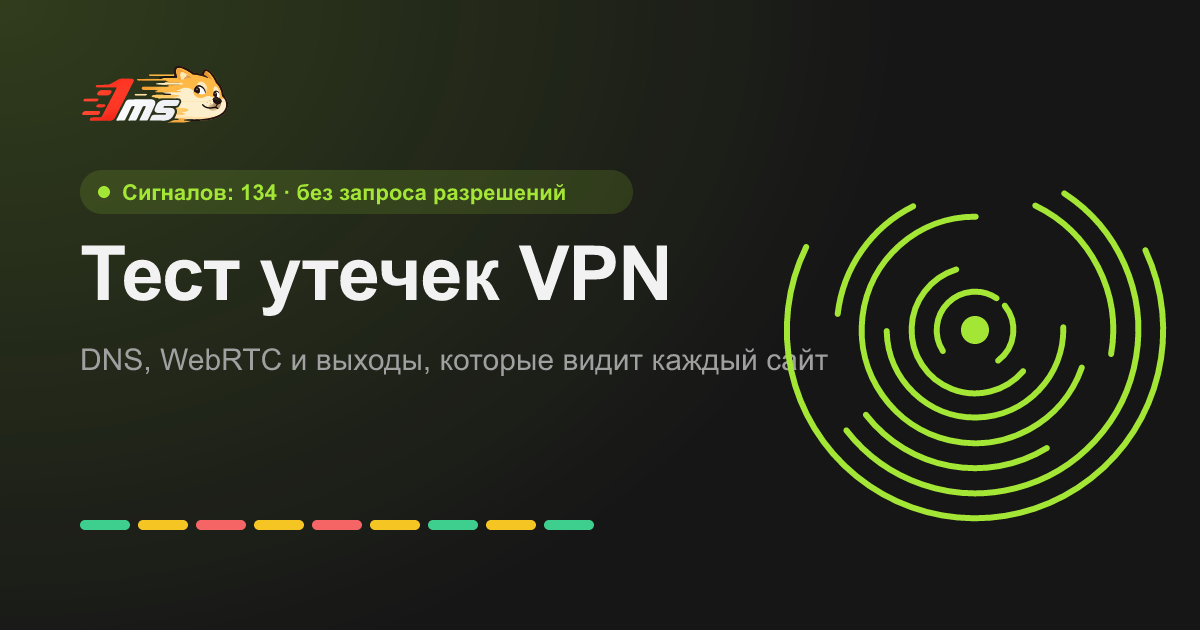 1ms
Сигналов: 134 · без запроса разрешений
Тест утечек VPN
DNS, WebRTC и выходы, которые видит каждый сайт